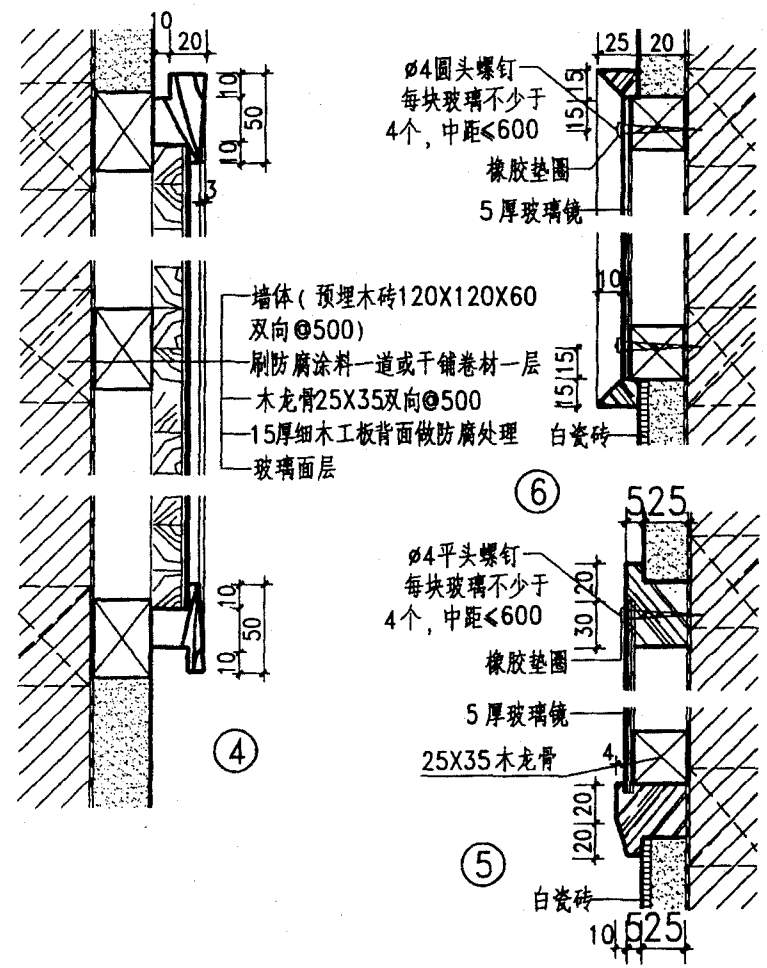 10
20
10
50
10
3
墙体(预埋木砖120X120X60
双向@500)
刷防腐涂料一道或干铺卷材一层
木龙骨25X35双向@500
15厚细木工板背面做防腐处理
玻璃面层
10
50
10
4
25 20
ø4圆头螺钉
每块玻璃不少于
4个,中距≤600
橡胶垫圈
5厚玻璃镜
15
15
10
15
15
白瓷砖
6
5 25
ø4平头螺钉
每块玻璃不少于
4个,中距≤600
橡胶垫圈
20
30
5厚玻璃镜
25X35木龙骨
4
20
20
5
白瓷砖
10 5 25